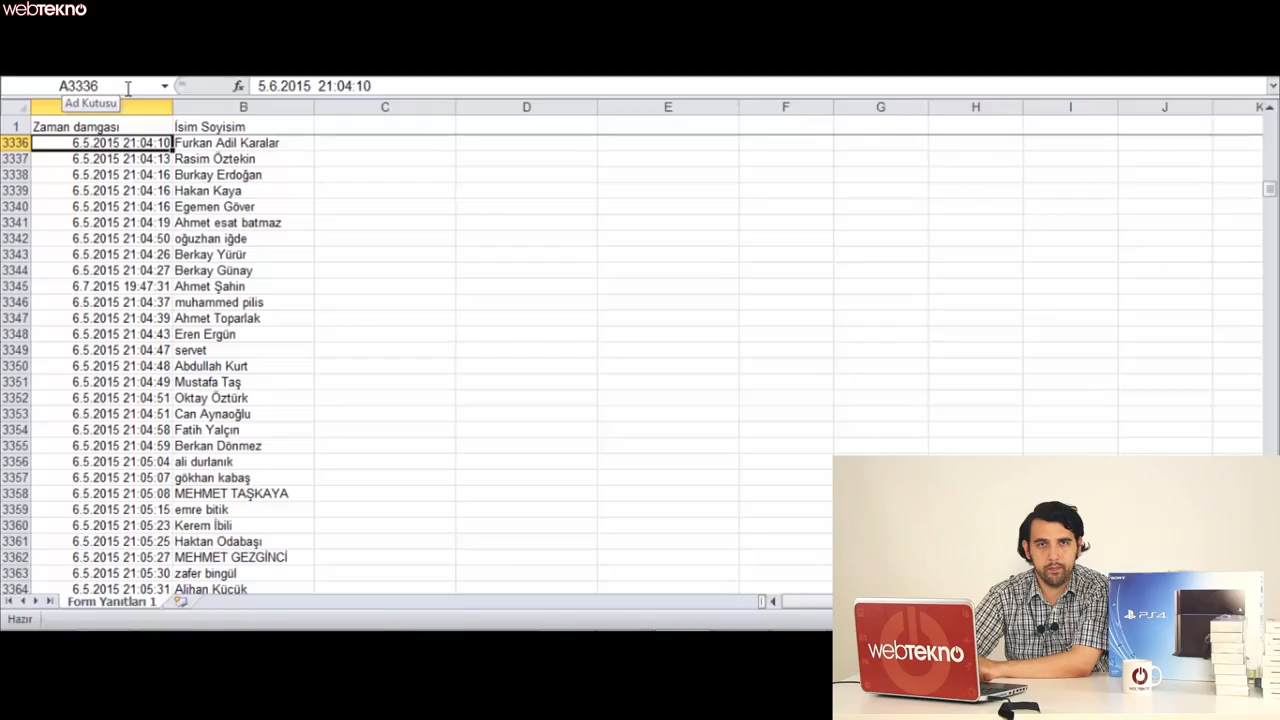 webtekno
A3336 fx 5.6.2015 21:04:10
Ad Kutusu
B C D E F G H I J K
1 Zaman damgası İsim Soyisim
3336 6.5.2015 21:04:10 Furkan Adil Karalar
3337 6.5.2015 21:04:13 Rasim Öztekin
3338 6.5.2015 21:04:16 Burkay Erdoğan
3339 6.5.2015 21:04:16 Hakan Kaya
3340 6.5.2015 21:04:16 Egemen Göver
3341 6.5.2015 21:04:19 Ahmet esat batmaz
3342 6.5.2015 21:04:50 oğuzhan iğde
3343 6.5.2015 21:04:26 Berkay Yürür
3344 6.5.2015 21:04:27 Berkay Günay
3345 6.7.2015 19:47:31 Ahmet Şahin
3346 6.5.2015 21:04:37 muhammed pilis
3347 6.5.2015 21:04:39 Ahmet Toparlak
3348 6.5.2015 21:04:43 Eren Ergün
3349 6.5.2015 21:04:47 servet
3350 6.5.2015 21:04:48 Abdullah Kurt
3351 6.5.2015 21:04:49 Mustafa Taş
3352 6.5.2015 21:04:51 Oktay Öztürk
3353 6.5.2015 21:04:51 Can Aynaoğlu
3354 6.5.2015 21:04:58 Fatih Yalçın
3355 6.5.2015 21:04:59 Berkan Dönmez
3356 6.5.2015 21:05:04 ali durlanık
3357 6.5.2015 21:05:07 gökhan kabaş
3358 6.5.2015 21:05:08 MEHMET TAŞKAYA
3359 6.5.2015 21:05:15 emre bitik
3360 6.5.2015 21:05:23 Kerem İbili
3361 6.5.2015 21:05:25 Haktan Odabaşı
3362 6.5.2015 21:05:27 MEHMET GEZGİNCİ
3363 6.5.2015 21:05:30 zafer bingül
3364 6.5.2015 21:05:31 Alihan Küçük
Form Yanıtları 1
Hazır
SONY
PS4
webtekno